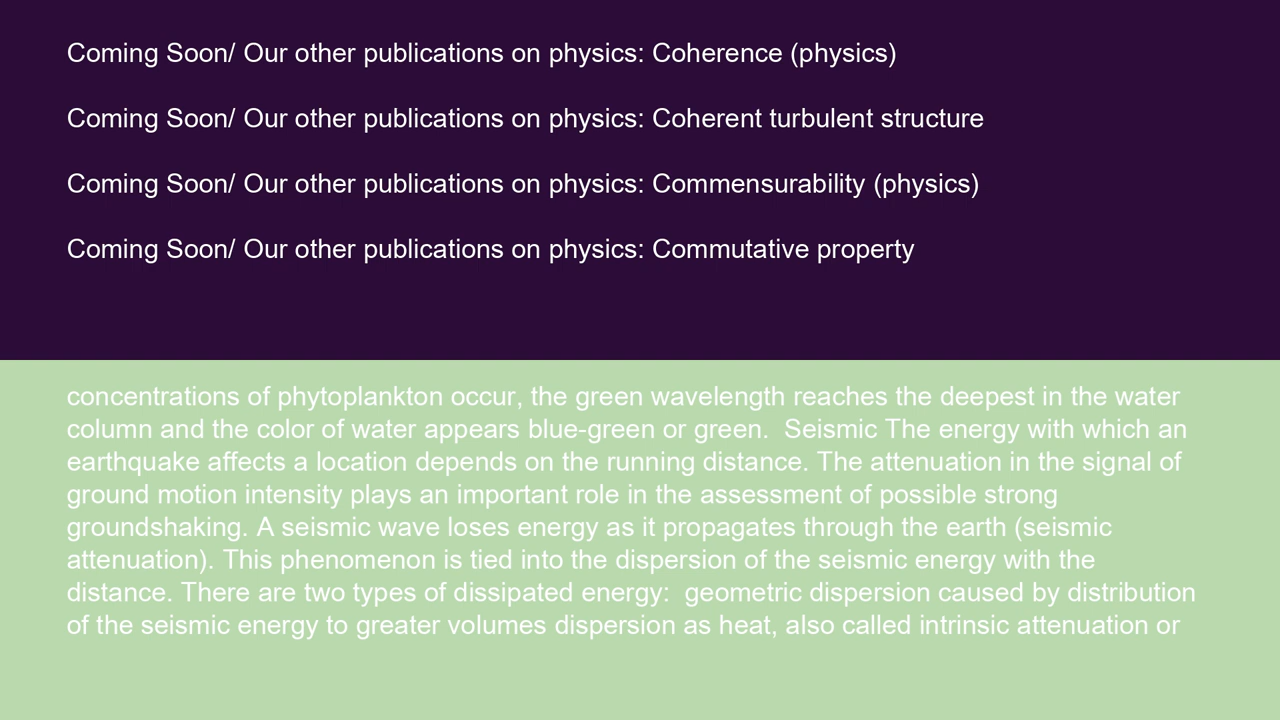 Coming Soon/ Our other publications on physics: Coherence (physics)
Coming Soon/ Our other publications on physics: Coherent turbulent structure
Coming Soon/ Our other publications on physics: Commensurability (physics)
Coming Soon/ Our other publications on physics: Commutative property
concentrations of phytoplankton occur, the green wavelength reaches the deepest in the water
column and the color of water appears blue-green or green.  Seismic The energy with which an
earthquake affects a location depends on the running distance. The attenuation in the signal of
ground motion intensity plays an important role in the assessment of possible strong
groundshaking. A seismic wave loses energy as it propagates through the earth (seismic
attenuation). This phenomenon is tied into the dispersion of the seismic energy with the
distance. There are two types of dissipated energy:  geometric dispersion caused by distribution
of the seismic energy to greater volumes dispersion as heat, also called intrinsic attenuation or